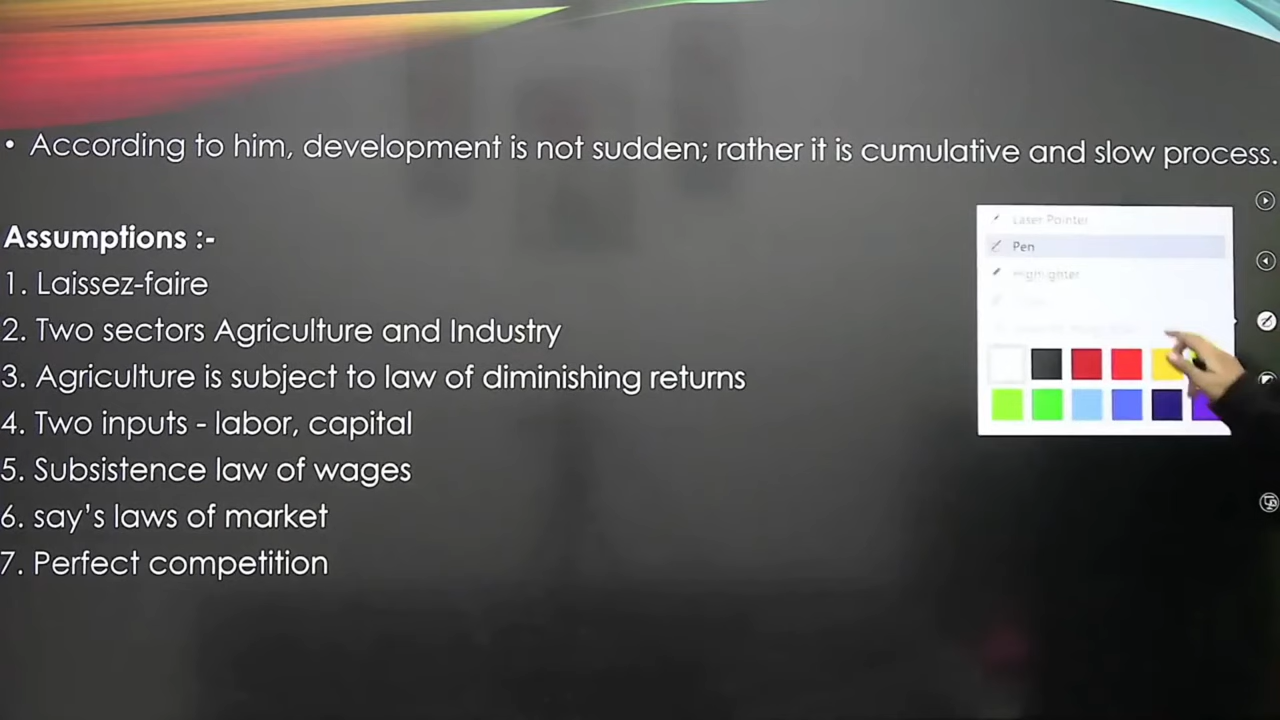 • According to him, development is not sudden; rather it is cumulative and slow process.
Assumptions :-
1. Laissez-faire
2. Two sectors Agriculture and Industry
3. Agriculture is subject to law of diminishing returns
4. Two inputs - labor, capital
5. Subsistence law of wages
6. say's laws of market
7. Perfect competition
Laser Pointer
Pen
Highlighter